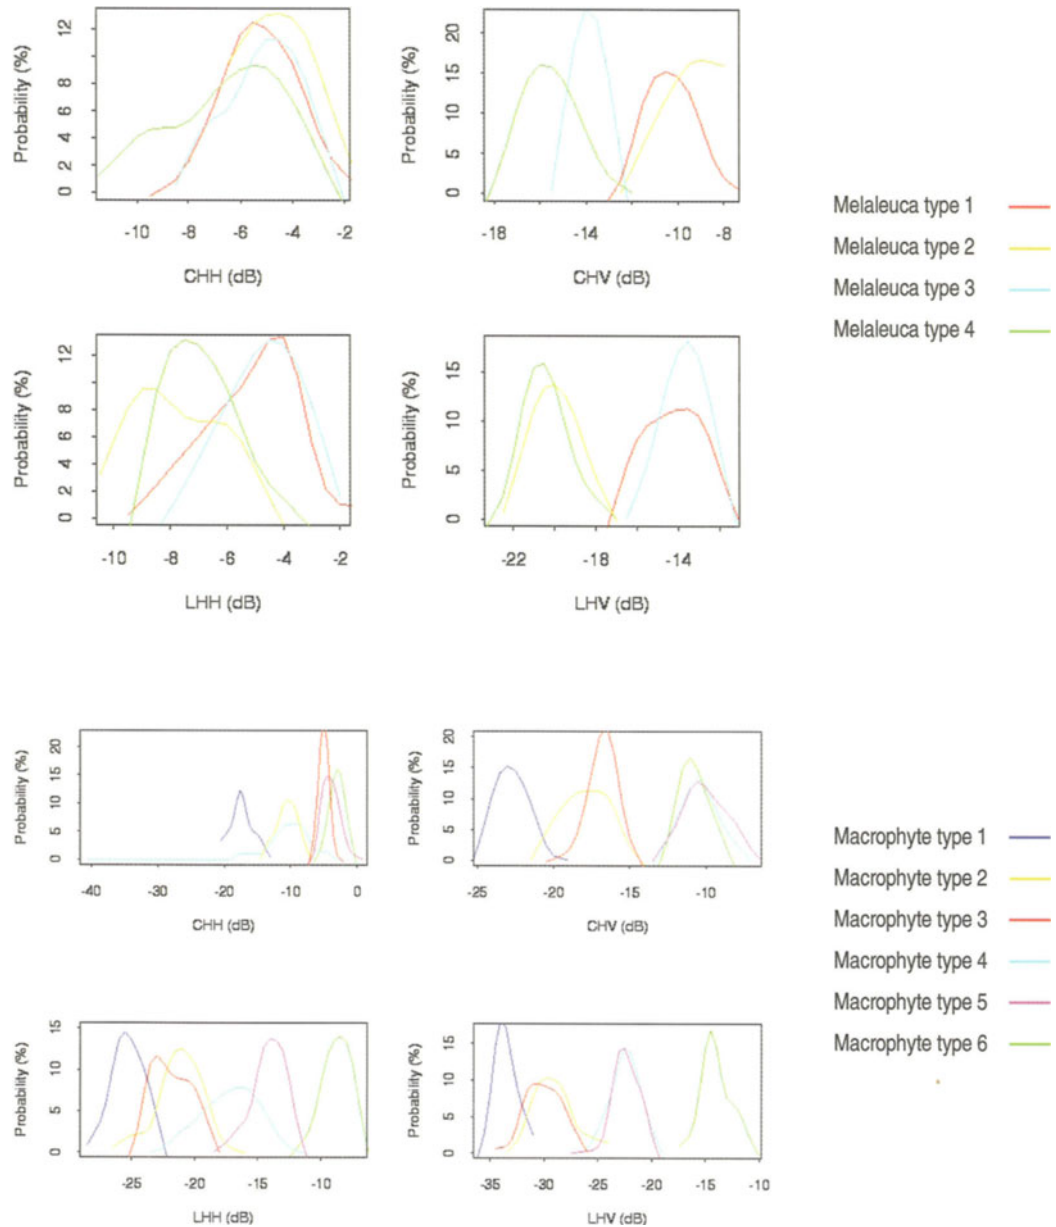 Probability (%)
0 2 4 6 8 12
-10 -8 -6 -4 -2
CHH (dB)
Probability (%)
0 5 10 15 20
-18 -14 -10 -8
CHV (dB)
Melaleuca type 1
Melaleuca type 2
Melaleuca type 3
Melaleuca type 4
Probability (%)
0 2 4 6 8 12
-10 -8 -6 -4 -2
LHH (dB)
Probability (%)
0 5 10 15
-22 -18 -14
LHV (dB)
Probability (%)
0 5 10 15 20
-40 -30 -20 -10 0
CHH (dB)
Probability (%)
0 5 10 15 20
-25 -20 -15 -10
CHV (dB)
Macrophyte type 1
Macrophyte type 2
Macrophyte type 3
Macrophyte type 4
Macrophyte type 5
Macrophyte type 6
Probability (%)
0 5 10 15
-25 -20 -15 -10
LHH (dB)
Probability (%)
0 5 10 15
-35 -30 -25 -20 -15 -10
LHV (dB)